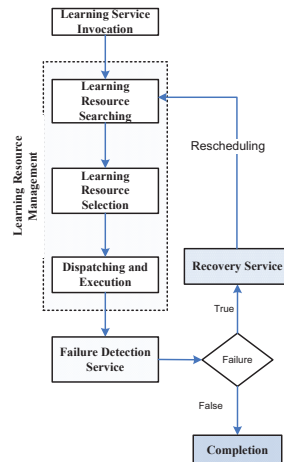 Learning Service
Invocation
Learning Resource
Management
Learning
Resource
Searching
Rescheduling
Learning
Resource
Selection
Dispatching and
Execution
Recovery Service
True
Failure Detection
Service
Failure
False
Completion